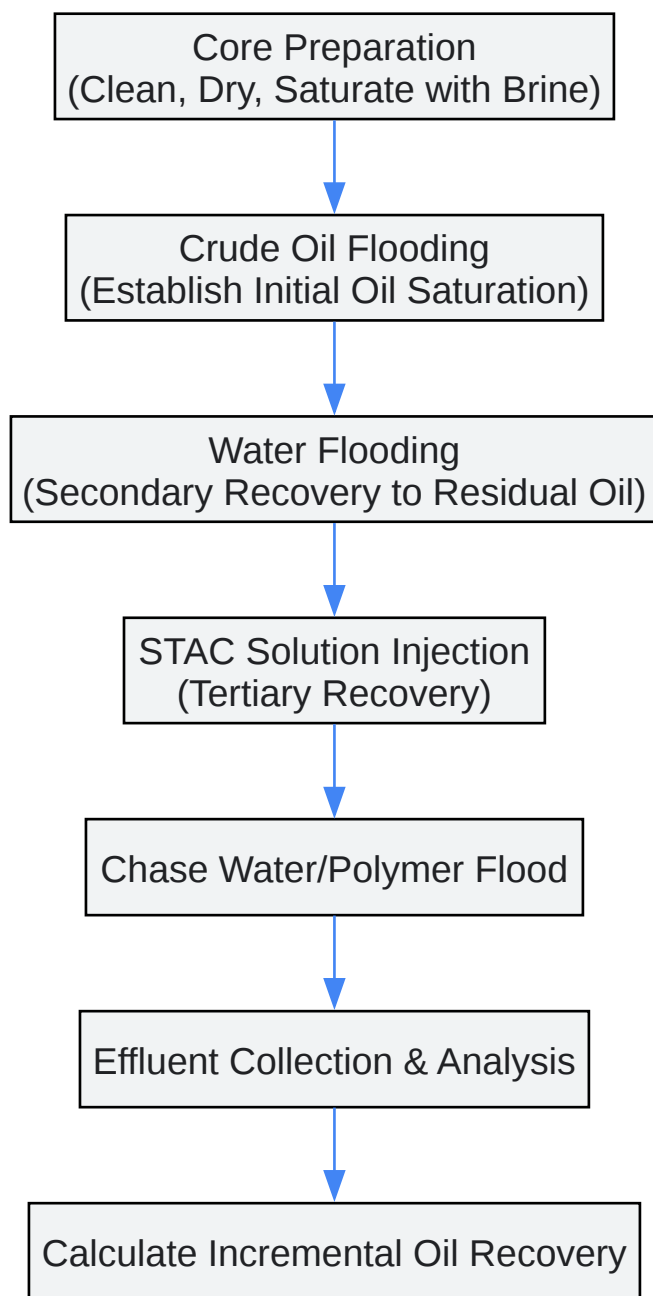 Core Preparation
(Clean, Dry, Saturate with Brine)
Crude Oil Flooding
(Establish Initial Oil Saturation)
Water Flooding
(Secondary Recovery to Residual Oil)
STAC Solution Injection
(Tertiary Recovery)
Chase Water/Polymer Flood
Effluent Collection & Analysis
Calculate Incremental Oil Recovery